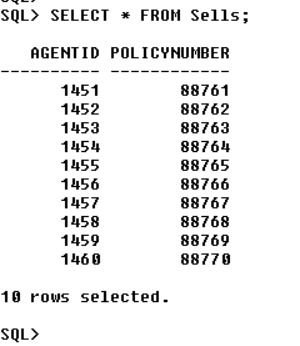 SQL> SELECT * FROM Sells;
AGENTID POLICYNUMBER
---------- ------------
1451 88761
1452 88762
1453 88763
1454 88764
1455 88765
1456 88766
1457 88767
1458 88768
1459 88769
1460 88770
10 rows selected.
SQL>